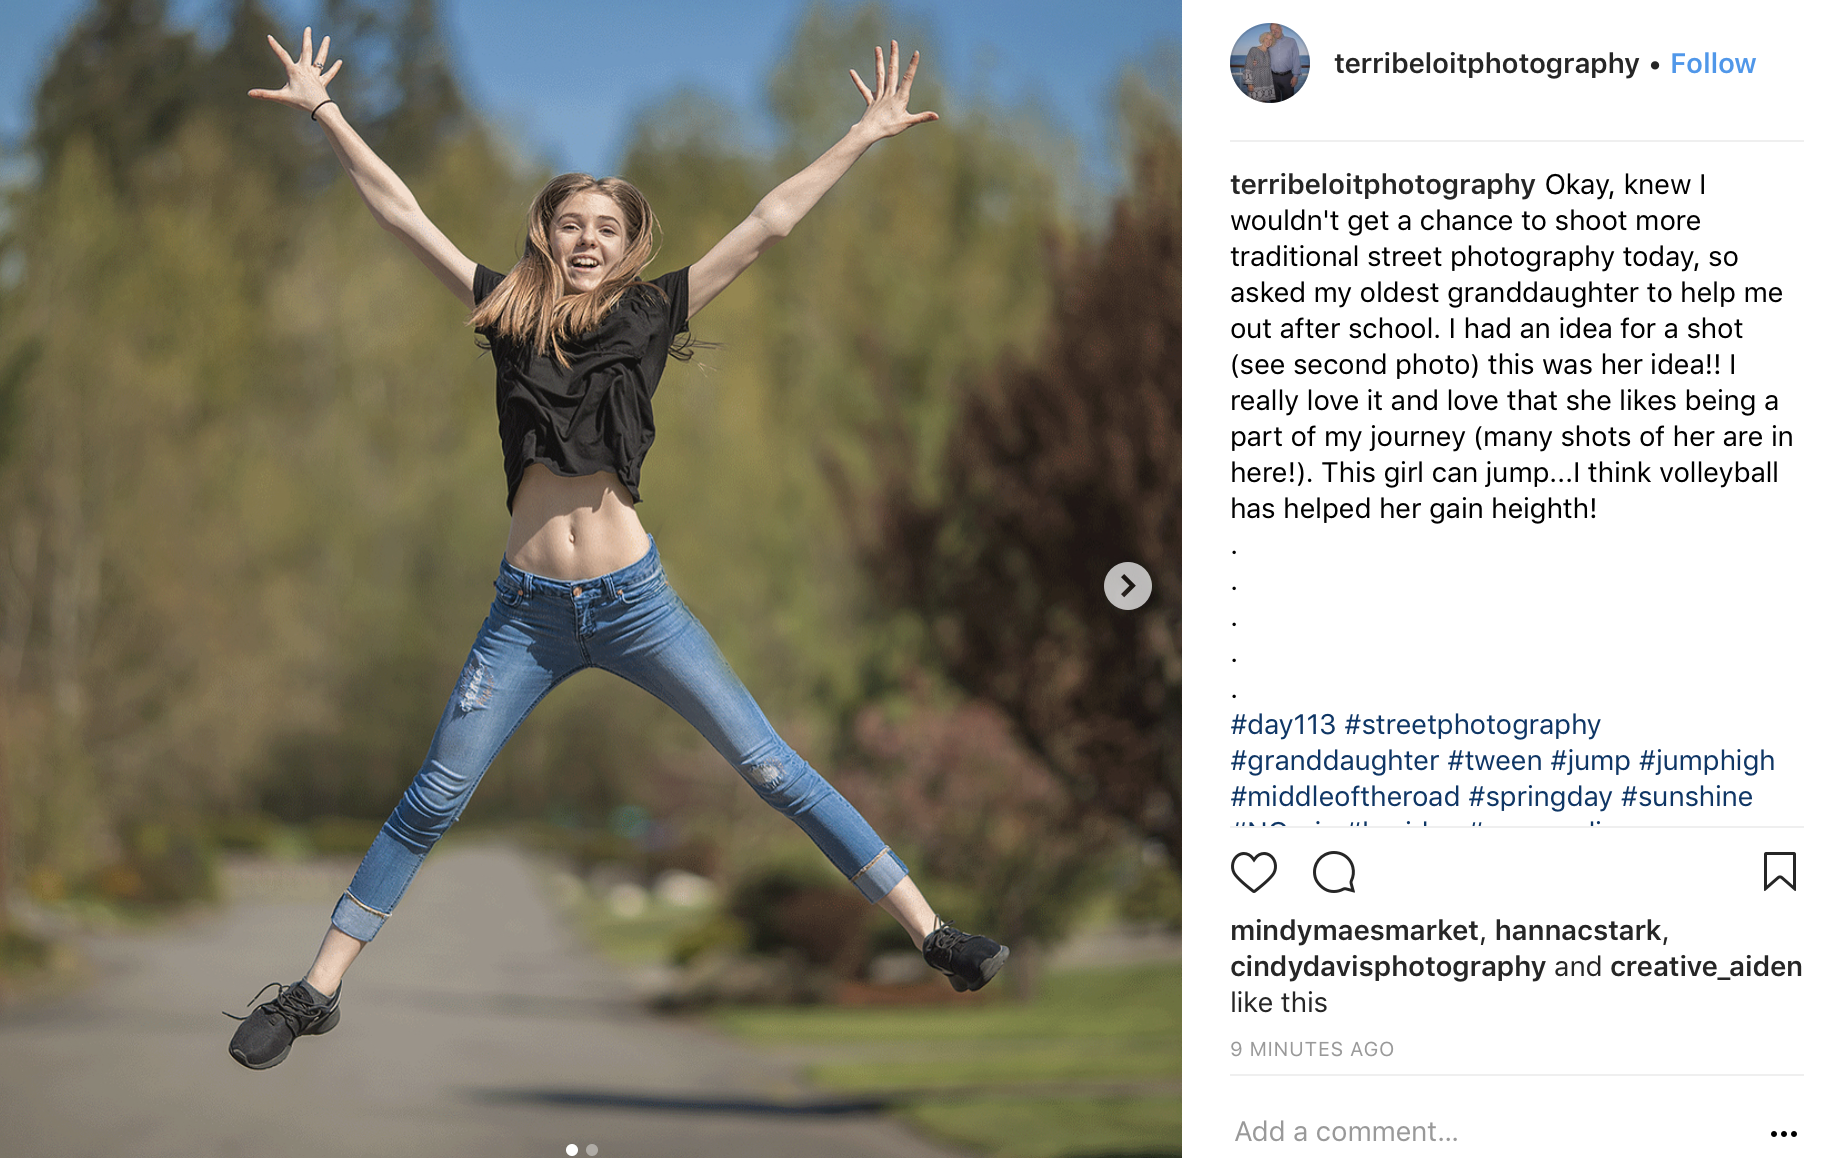 terribeloitphotography • Follow
terribeloitphotography Okay, knew I
wouldn't get a chance to shoot more
traditional street photography today, so
asked my oldest granddaughter to help me
out after school. I had an idea for a shot
(see second photo) this was her idea!! I
really love it and love that she likes being a
part of my journey (many shots of her are in
here!). This girl can jump...I think volleyball
has helped her gain heighth!
.
.
.
.
.
#day113 #streetphotography
#granddaughter #tween #jump #jumphigh
#middleoftheroad #springday #sunshine
mindymaesmarket, hannacstark,
cindydavisphotography and creative_aiden
like this
9 MINUTES AGO
Add a comment...